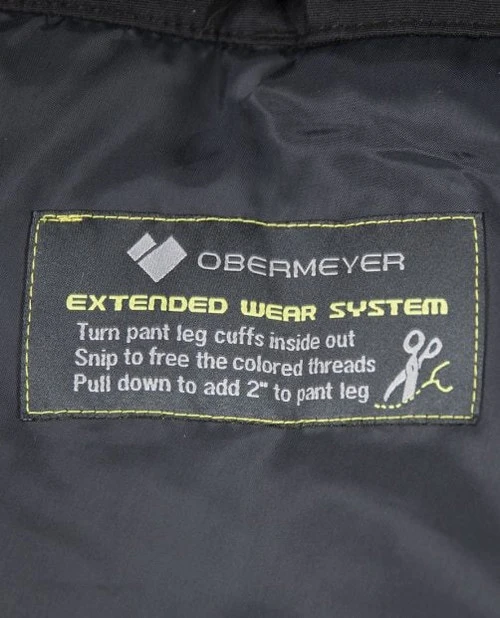 OBERMEYER
EXTENDED WEAR SYSTEM
Turn pant leg cuffs inside out
Snip to free the colored threads
Pull down to add 2" to pant leg